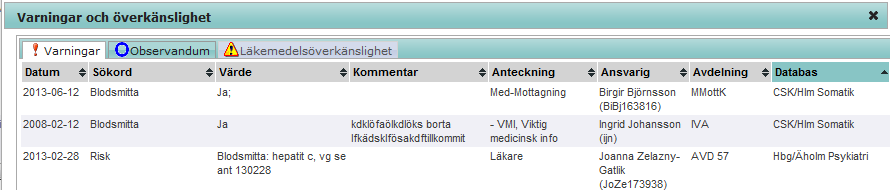 Varningar och överkänslighet
Varningar Observandum Läkemedelsöverkänslighet
Datum Sökord Värde Kommentar Anteckning Ansvarig Avdelning Databas
2013-06-12 Blodsmitta Ja; Med-Mottagning Birgir Björnsson MMottK CSK/Hlm Somatik
(BiBj163816)
2008-02-12 Blodsmitta Ja kdklöfaölkdlöks borta - VMI, Viktig Ingrid Johansson IVA CSK/Hlm Somatik
lfkädsklfösakdftillkommit medicinsk info (ijn)
2013-02-28 Risk Blodsmitta: hepatit c, vg se Läkare Joanna Zelazny- AVD 57 Hbg/Äholm Psykiatri
ant 130228 Gatlik
(JoZe173938)